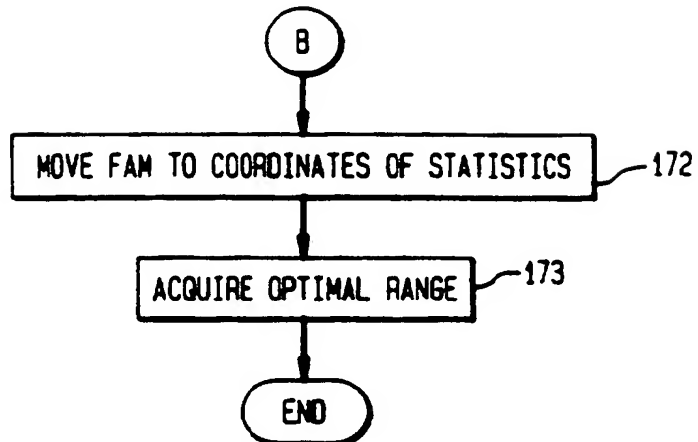 B
MOVE FAM TO COORDINATES OF STATISTICS
172
ACQUIRE OPTIMAL RANGE
173
END